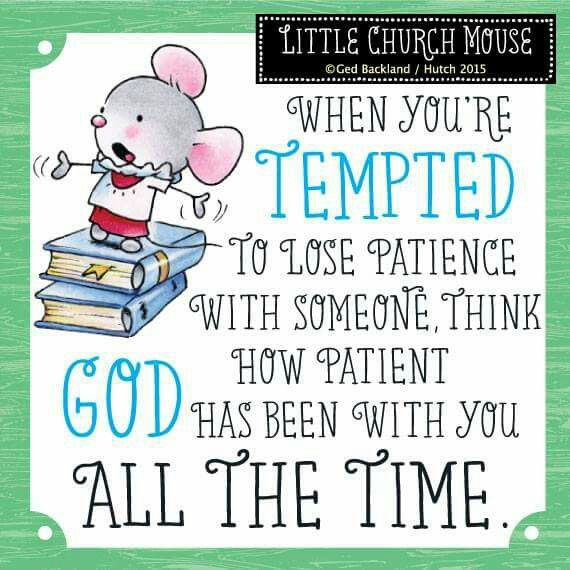 LITTLE CHURCH MOUSE
©GED BACKLAND / HUTCH 2015
WHEN YOU'RE
TEMPTED
TO LOSE PATIENCE
WITH SOMEONE, THINK
HOW PATIENT
GOD HAS BEEN WITH YOU
ALL THE TIME.